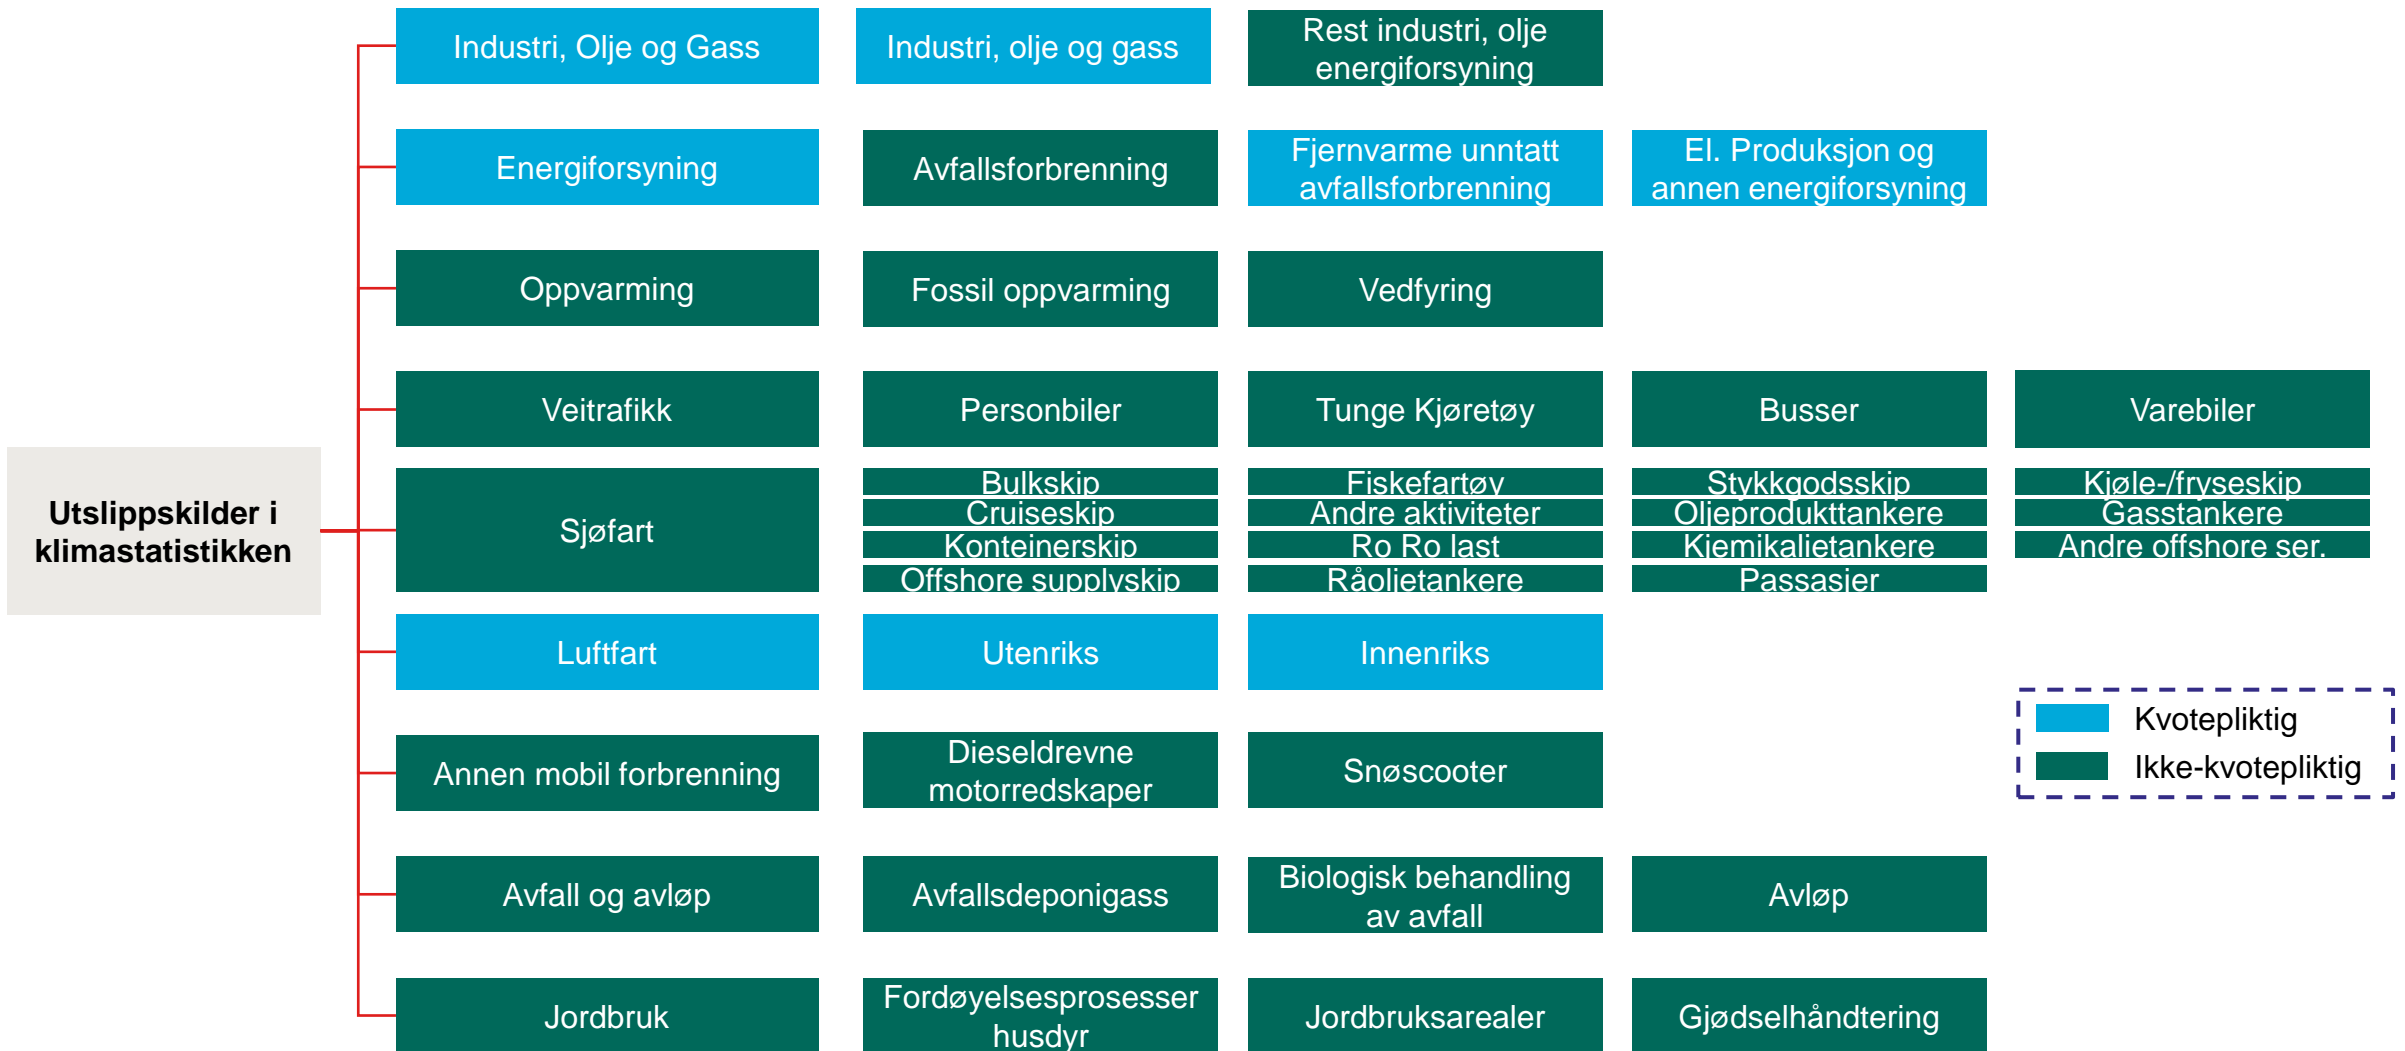 Utslippskilder i
klimastatistikken
Industri, Olje og Gass
Industri, olje og gass
Rest industri, olje
energiforsyning
Energiforsyning
Avfallsforbrenning
Fjernvarme unntatt
avfallsforbrenning
El. Produksjon og
annen energiforsyning
Oppvarming
Fossil oppvarming
Vedfyring
Veitrafikk
Personbiler
Tunge Kjøretøy
Busser
Varebiler
Sjøfart
Bulkskip
Fiskefartøy
Stykkgodsskip
Kjøle-/fryseskip
Cruiseskip
Andre aktiviteter
Oljeprodukttankere
Gasstankere
Konteinerskip
Ro Ro last
Kjemikalietankere
Andre offshore ser.
Offshore supplyskip
Råoljetankere
Passasjer
Luftfart
Utenriks
Innenriks
Annen mobil forbrenning
Dieseldrevne
motorredskaper
Snøscooter
Avfall og avløp
Avfallsdeponigass
Biologisk behandling
av avfall
Avløp
Jordbruk
Fordøyelsesprosesser
husdyr
Jordbruksarealer
Gjødselhåndtering
Kvotepliktig
Ikke-kvotepliktig